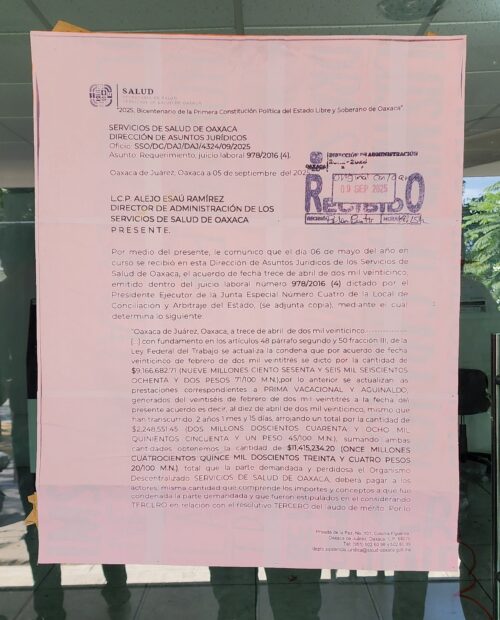 SALUD
"2025, Bicentenario de la Primera Constitución Política del Estado Libre y Soberano de Oaxaca"
SERVICIOS DE SALUD DE OAXACA
DIRECCIÓN DE ASUNTOS JURÍDICOS
Oficio: SSO/DG/DAJ/DAJ/4324/09/2025
Asunto: Requerimiento, juicio laboral 978/2016 (4).
Oaxaca de Juárez, Oaxaca a 05 de septiembre del
DIRECCIÓN DE ADMINISTRACIÓN
09 SEP 2025
RECIBIDO
L.C.P. ALEJO ESAÚ RAMÍREZ
DIRECTOR DE ADMINISTRACIÓN DE LOS
SERVICIOS DE SALUD DE OAXACA
P R E S E N T E.
Por medio del presente, le comunico que el día 06 de mayo del año en
curso se recibió en esta Dirección de Asuntos Jurídicos de los Servicios de
Salud de Oaxaca, el acuerdo de fecha trece de abril de dos mil veinticinco,
emitido dentro del juicio laboral número 978/2016 (4) dictado por el
Presidente Ejecutor de la Junta Especial Número Cuatro de la Local de
Conciliación y Arbitraje del Estado, (se adjunta copia), mediante el cual
determina lo siguiente:
"Oaxaca de Juárez, Oaxaca, a trece de abril de dos mil veinticinco.
(...) con fundamento en los artículos 48 párrafo segundo y 50 fracción III, de la
Ley Federal del Trabajo se actualiza la condena que por acuerdo de fecha
veinticinco de febrero de dos mil veintitrés se dictó por la cantidad de
$9,166,682.71 (NUEVE MILLONES CIENTO SESENTA Y SEIS MIL SEISCIENTOS
OCHENTA Y DOS PESOS 71/100 M.N.),por lo anterior se actualizan las
prestaciones correspondientes a PRIMA VACACIONAL Y AGUINALDO,
generados del veintiséis de febrero de dos mil veintitrés a la fecha del
presente acuerdo es decir, al diez de abril de dos mil veinticinco, mismo que
han transcurrido 2 años 1 mes y 15 días, arrojando un total por la cantidad de
$2,248,551.45 (DOS MILLONES DOSCIENTOS CUARENTA Y OCHO MIL
QUINIENTOS CINCUENTA Y UN PESO 45/100 M.N.), sumando ambas
cantidades obtenemos la cantidad de $11,415,234.20 (ONCE MILLONES
CUATROCIENTOS QUINCE MIL DOSCIENTOS TREINTA Y CUATRO PESOS
20/100 M.N.), total que la parte demandada y perdidosa el Organismo
Descentralizado SERVICIOS DE SALUD DE OAXACA, deberá pagar a los
actores, misma cantidad que comprende los importes y conceptos a que fue
condenada la parte demandada y que fueron estipulados en el considerando
TERCERO en relación con el resolutivo TERCERO del laudo de mérito. Por lo